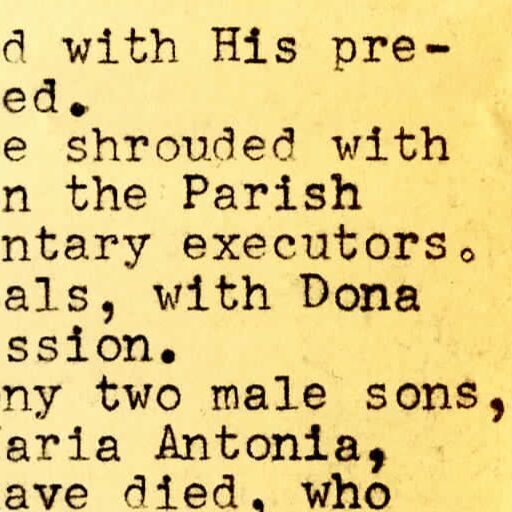 d with His pre-
ed.
e shrouded with
n the Parish
ntary executors.
als, with Dona
ssion.
ny two male sons,
aria Antonia,
ave died, who